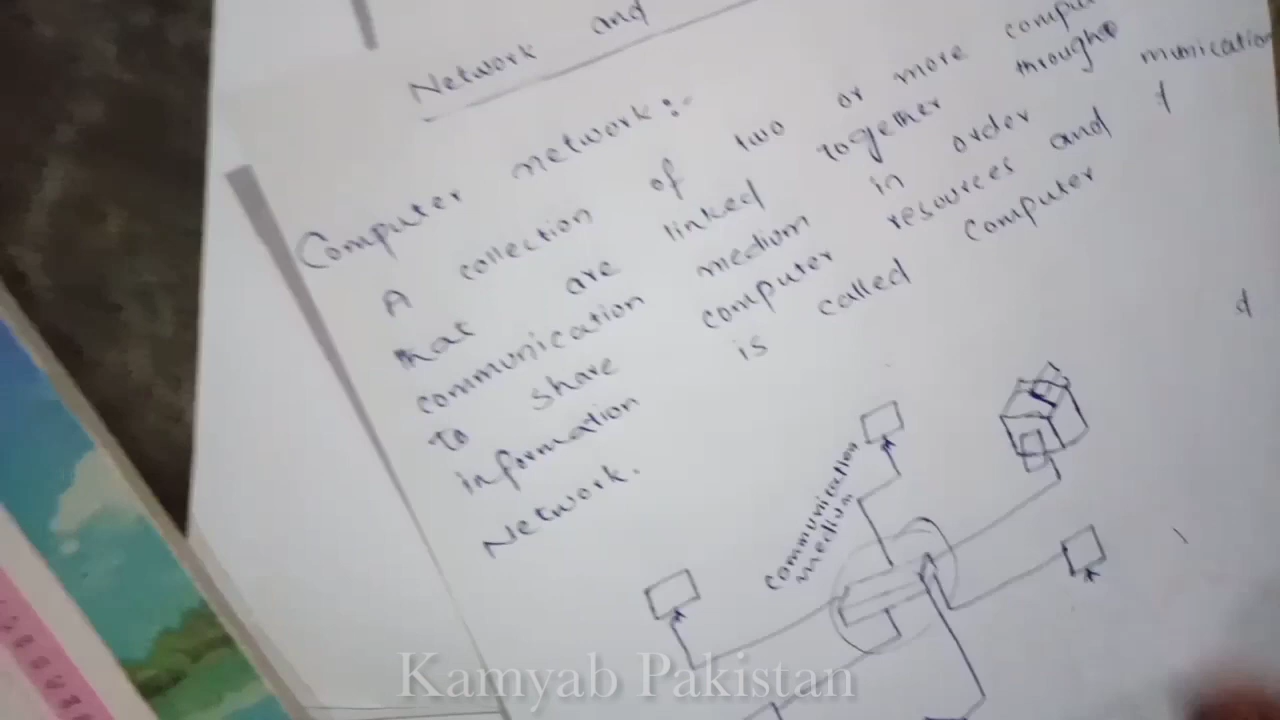 Network and
Computer network:-
A collection of two or more compu
that are linked together through
communication medium in order
to share computer resources and
information is called computer
Network.
munication
communication
medium
Kamyab Pakistan